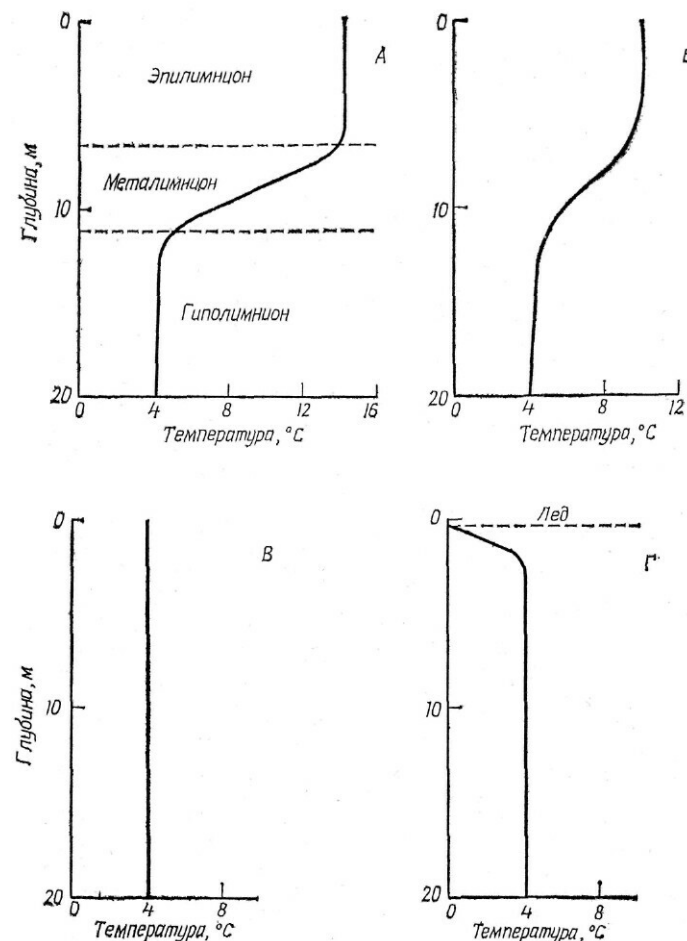 0
Эпилимнион
А
Металимнирн
10
Гиполимнион
20
0 4 8 12 16
Температура, °С
Глубина, м
0
10
20
0 4 8 12
Температура, °С
0
В
10
20
0 4 8
Температура, °С
Глубина, м
0
Лед
Г
10
20
0 4 8
Температура, °С